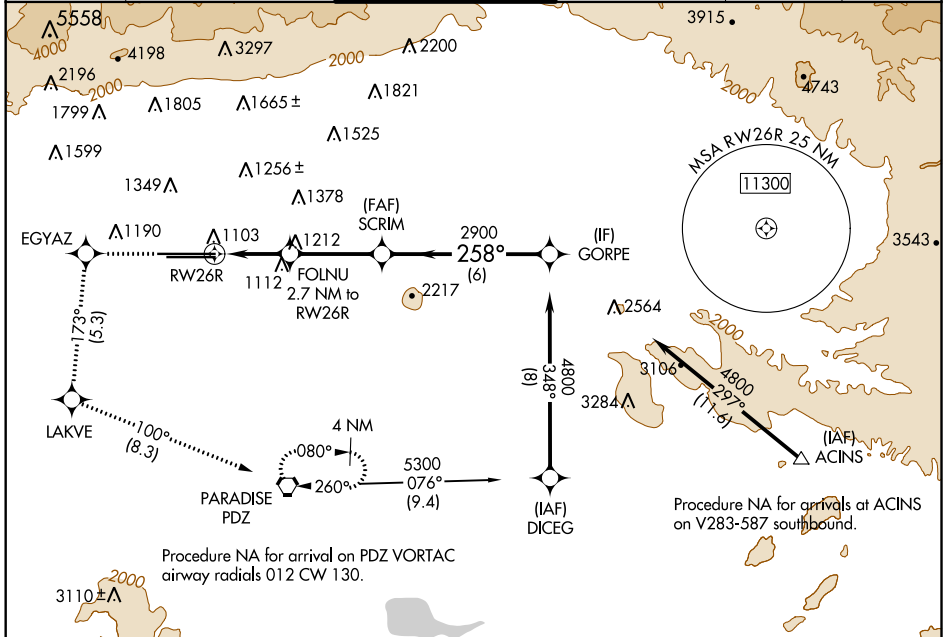 5558
4000
4198
3297
2000
2200
3915
2196
2000
1799
1805
1665 ±
1821
2000
4743
1599
1525
MSA RW26R 25 NM
1349
1256 ±
11300
1378
(FAF)
SCRIM
EGYAZ
1190
1103
1212
2900
258°
(6)
(IF)
GORPE
3543
RW26R
1112
FOLNU
2.7 NM to
RW26R
2217
2564
2000
173°
(5.3)
4800
348°
(8)
3106
4800
297°
(11.6)
3284
LAKVE
100°
(8.3)
4 NM
080°
260°
5300
076°
(9.4)
(IAF)
ACINS
PARADISE
PDZ
(IAF)
DICEG
Procedure NA for arrivals at ACINS
on V283-587 southbound.
Procedure NA for arrival on PDZ VORTAC
airway radials 012 CW 130.
2000
3110 ±